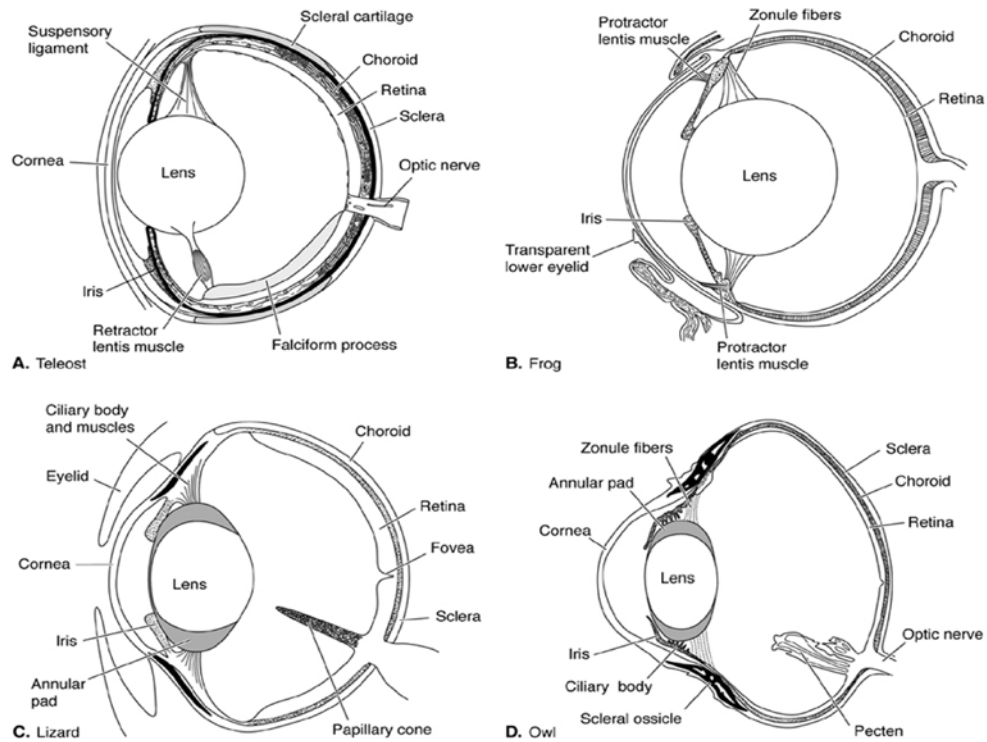 Suspensory
ligament
Scleral cartilage
Choroid
Retina
Sclera
Cornea
Lens
Optic nerve
Iris
Retractor
lentis muscle
Falciform process
A. Teleost
Protractor
lentis muscle
Zonule fibers
Choroid
Retina
Lens
Iris
Transparent
lower eyelid
Protractor
lentis muscle
B. Frog
Ciliary body
and muscles
Choroid
Eyelid
Retina
Cornea
Fovea
Lens
Sclera
Iris
Annular
pad
Papillary cone
C. Lizard
Zonule fibers
Sclera
Annular pad
Choroid
Cornea
Retina
Lens
Optic nerve
Iris
Ciliary body
Scleral ossicle
Pecten
D. Owl